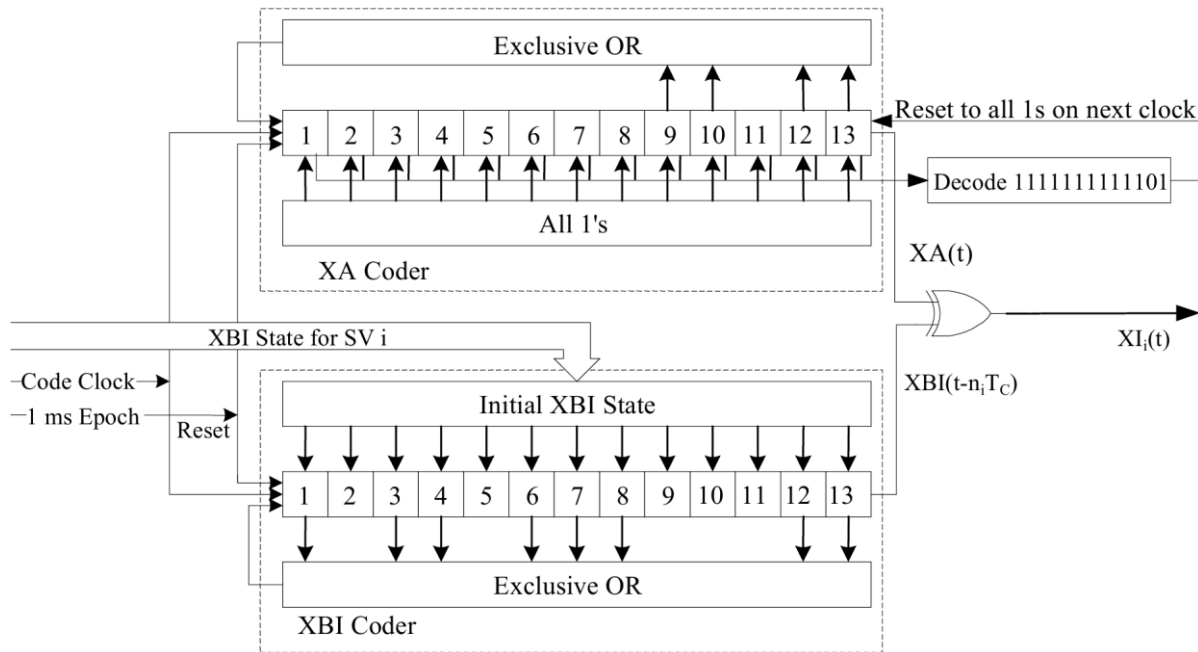 Exclusive OR
1 2 3 4 5 6 7 8 9 10 11 12 13
Reset to all 1s on next clock
Decode 1111111111101
All 1's
XA Coder
XA(t)
XBI State for SV i
XI_i(t)
Code Clock
XBI(t-n_iT_C)
Initial XBI State
1 ms Epoch
Reset
1 2 3 4 5 6 7 8 9 10 11 12 13
Exclusive OR
XBI Coder